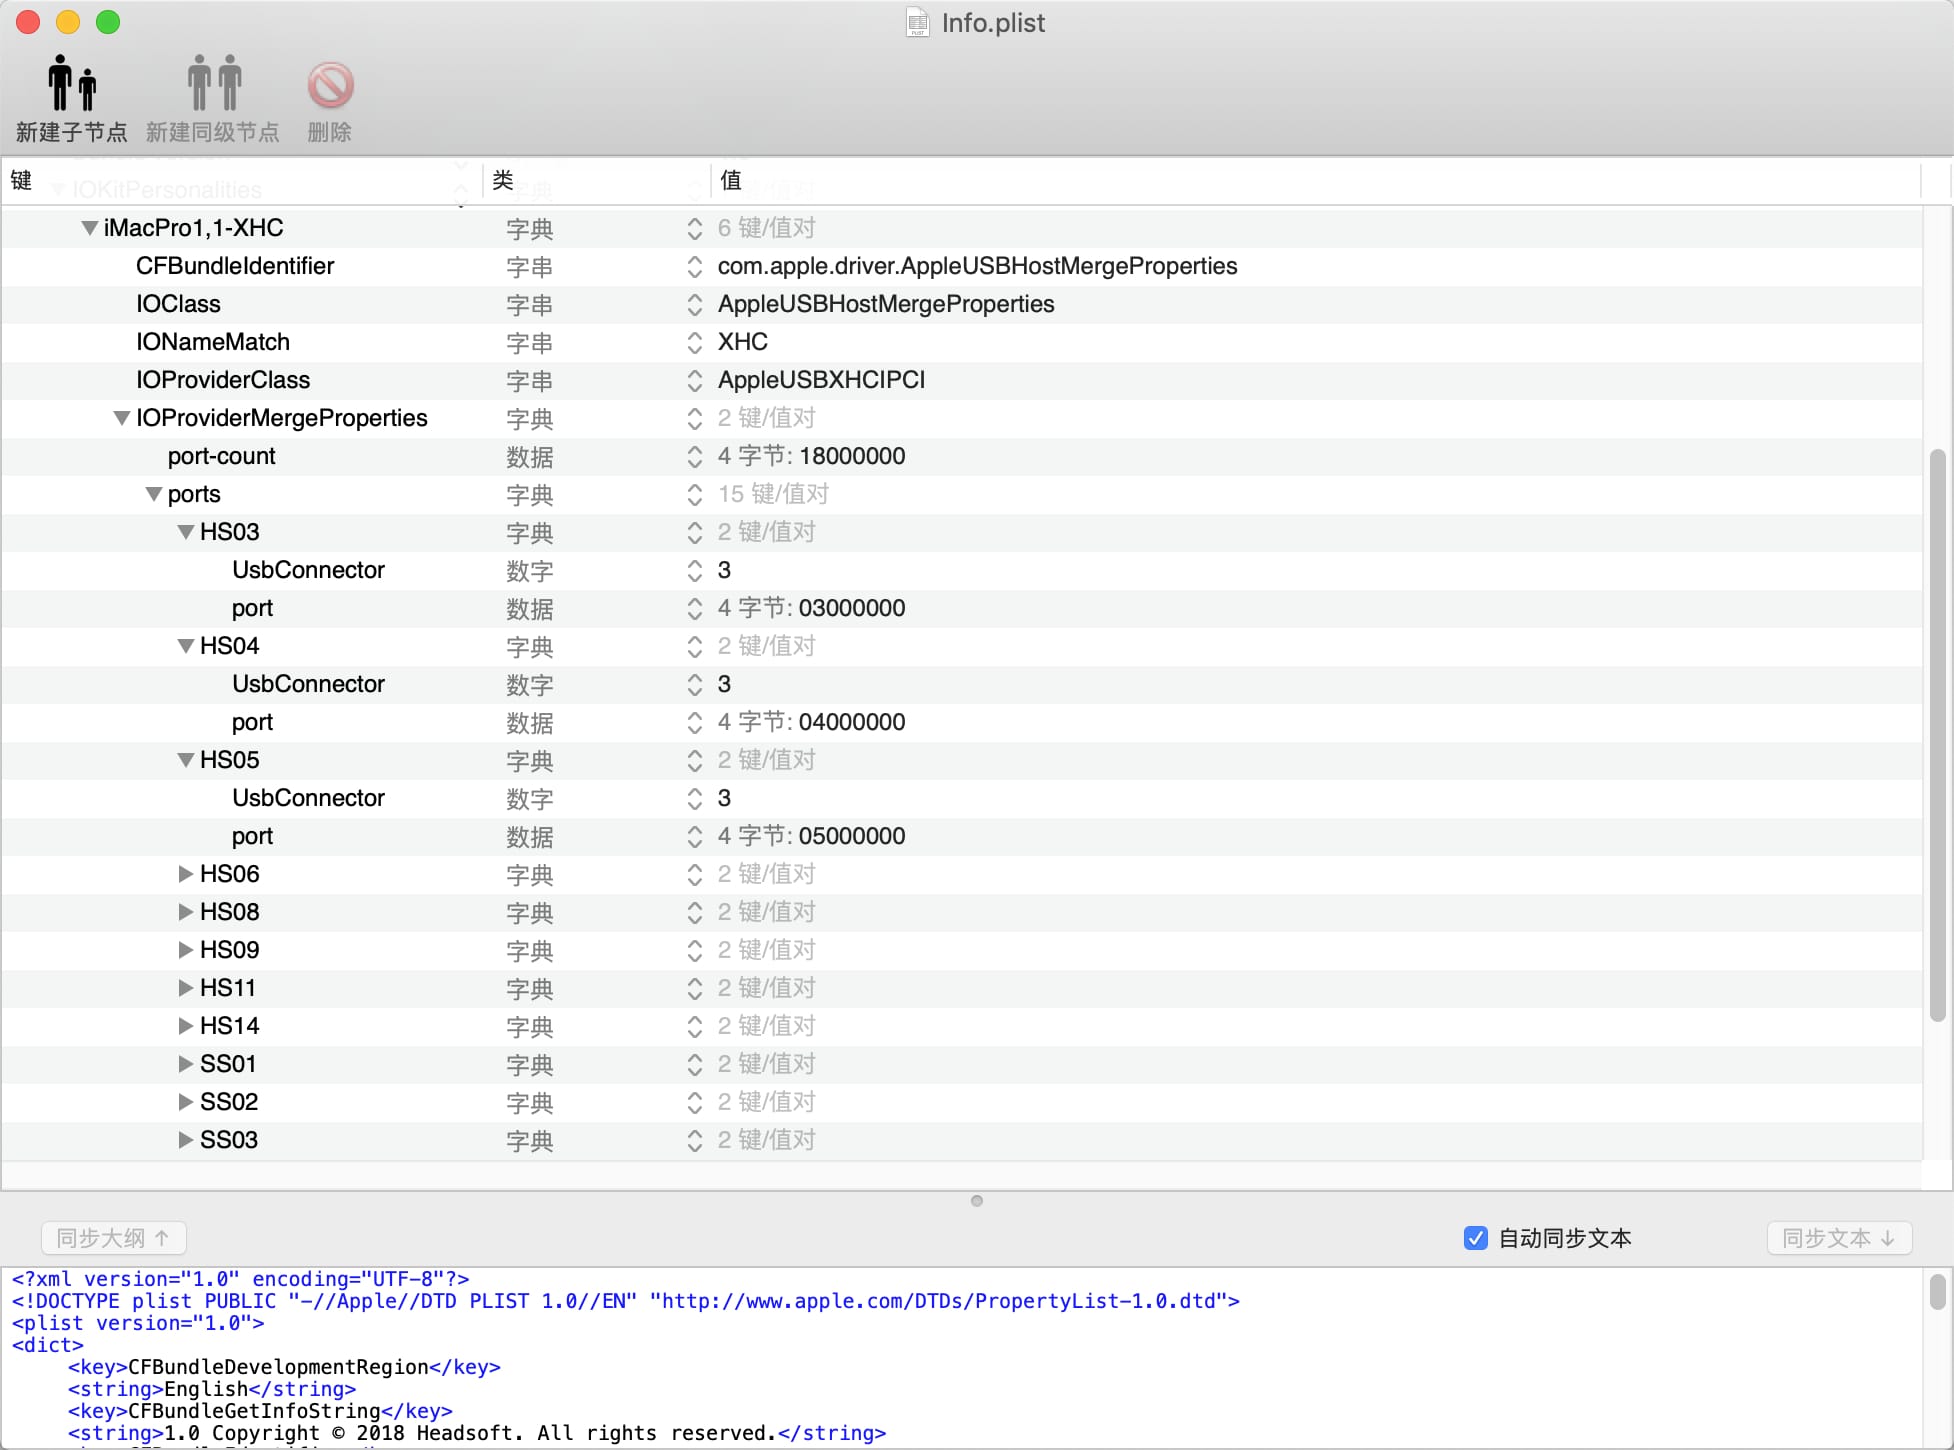 Info.plist
新建子节点 新建同级节点 删除
键 IOKitPersonalities 类 字典 值
iMacPro1,1-XHC 字典 6 键/值对
CFBundleIdentifier 字串 com.apple.driver.AppleUSBHostMergeProperties
IOClass 字串 AppleUSBHostMergeProperties
IONameMatch 字串 XHC
IOProviderClass 字串 AppleUSBXHCIPCI
IOProviderMergeProperties 字典 2 键/值对
port-count 数据 4 字节: 18000000
ports 字典 15 键/值对
HS03 字典 2 键/值对
UsbConnector 数字 3
port 数据 4 字节: 03000000
HS04 字典 2 键/值对
UsbConnector 数字 3
port 数据 4 字节: 04000000
HS05 字典 2 键/值对
UsbConnector 数字 3
port 数据 4 字节: 05000000
HS06 字典 2 键/值对
HS08 字典 2 键/值对
HS09 字典 2 键/值对
HS11 字典 2 键/值对
HS14 字典 2 键/值对
SS01 字典 2 键/值对
SS02 字典 2 键/值对
SS03 字典 2 键/值对
同步大纲 ↑ 自动同步文本 同步文本 ↓
<?xml version="1.0" encoding="UTF-8"?>
<!DOCTYPE plist PUBLIC "-//Apple//DTD PLIST 1.0//EN" "http://www.apple.com/DTDs/PropertyList-1.0.dtd">
<plist version="1.0">
<dict>
<key>CFBundleDevelopmentRegion</key>
<string>English</string>
<key>CFBundleGetInfoString</key>
<string>1.0 Copyright © 2018 Headsoft. All rights reserved.</string>